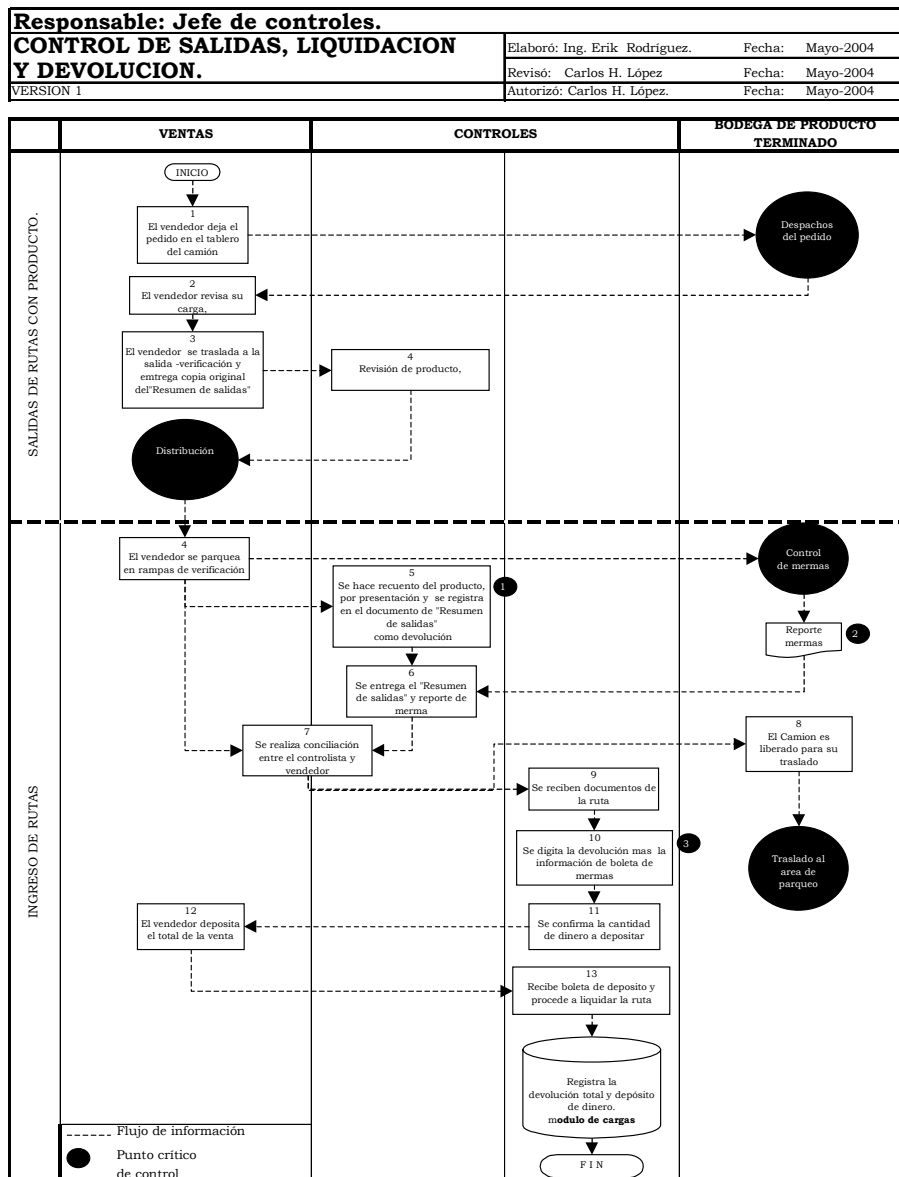 Responsable: Jefe de controles.
CONTROL DE SALIDAS, LIQUIDACION
Y DEVOLUCION.
VERSION 1
Elaboró: Ing. Erik Rodríguez. Fecha: Mayo-2004
Revisó: Carlos H. López Fecha: Mayo-2004
Autorizó: Carlos H. López. Fecha: Mayo-2004
VENTAS
CONTROLES
BODEGA DE PRODUCTO
TERMINADO
SALIDAS DE RUTAS CON PRODUCTO.
INICIO
1
El vendedor deja el
pedido en el tablero
del camión
Despachos
del pedido
2
El vendedor revisa su
carga,
3
El vendedor se traslada a la
salida -verificación y
emtrega copia original
del"Resumen de salidas"
4
Revisión de producto,
Distribución
INGRESO DE RUTAS
4
El vendedor se parquea
en rampas de verificación
Control
de mermas
5
Se hace recuento del producto,
por presentación y se registra
en el documento de "Resumen
de salidas"
como devolución
1
Reporte
mermas
2
6
Se entrega el "Resumen
de salidas" y reporte de
merma
7
Se realiza conciliación
entre el controlista y
vendedor
8
El Camion es
liberado para su
traslado
9
Se reciben documentos de
la ruta
10
Se digita la devolución mas la
información de boleta de
mermas
3
Traslado al
area de
parqueo
11
Se confirma la cantidad
de dinero a depositar
12
El vendedor deposita
el total de la venta
13
Recibe boleta de deposito y
procede a liquidar la ruta
Registra la
devolución total y depósito
de dinero.
modulo de cargas
F I N
Flujo de información
Punto crítico
de control